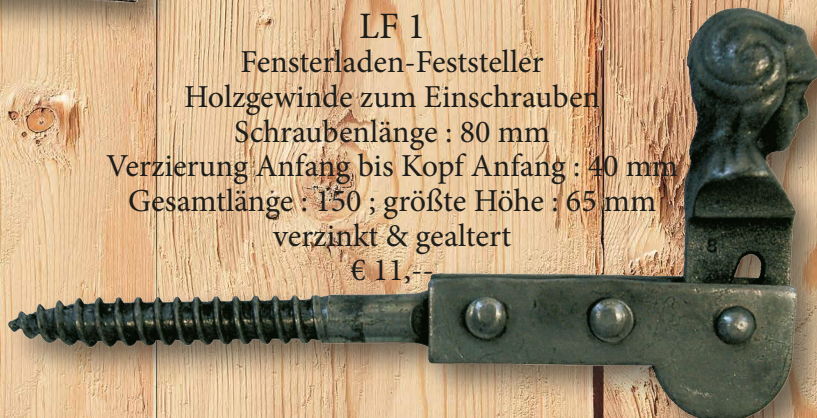 LF 1
Fensterladen-Feststeller
Holzgewinde zum Einschrauben
Schraubenlänge : 80 mm
Verzierung Anfang bis Kopf Anfang : 40 mm
Gesamtlänge : 150 ; größte Höhe : 65 mm
verzinkt & gealtert
€ 11,--
8